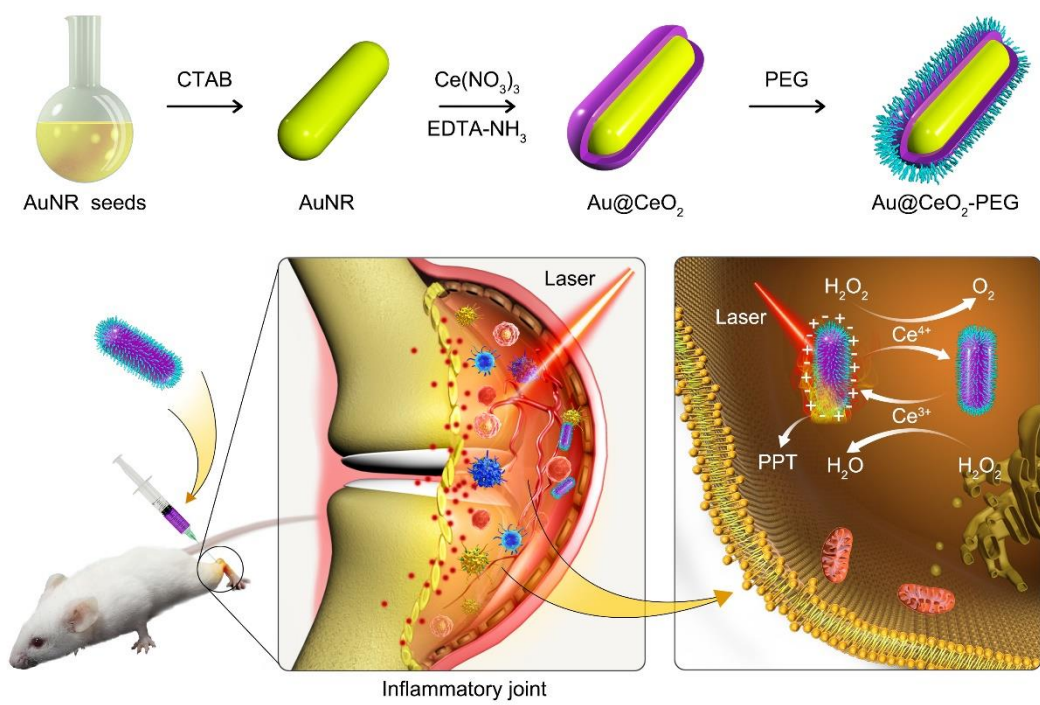 CTAB
Ce(NO₃)₃
EDTA-NH₃
PEG
AuNR seeds
AuNR
Au@CeO₂
Au@CeO₂-PEG
Laser
Inflammatory joint
Laser
H₂O₂
O₂
Ce⁴⁺
Ce³⁺
PPT
H₂O
H₂O₂